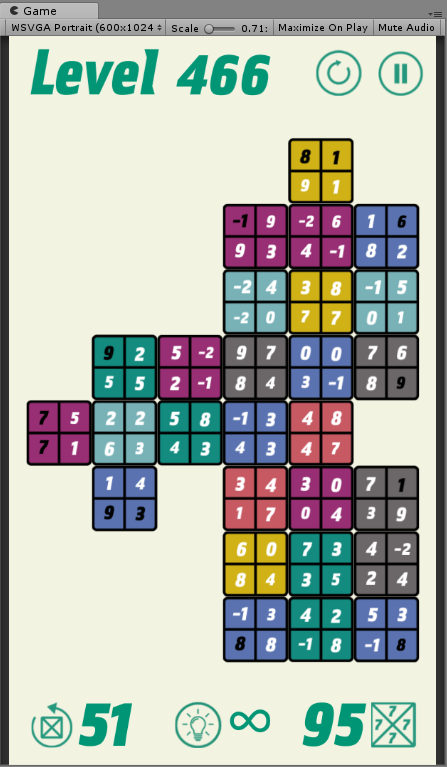 Game
WSVGA Portrait (600x1024 Scale 0.71: Maximize On Play Mute Audio
Level 466
8 1
9 1
-1 9 -2 6 1 6
9 3 4 -1 8 2
-2 4 3 8 -1 5
-2 0 7 7 0 1
9 2 5 -2 9 7 0 0 7 6
5 5 2 -1 8 4 3 -1 8 9
7 5 2 2 5 8 -1 3 4 8
7 1 6 3 4 3 4 3 4 7
1 4 3 4 3 0 7 1
9 3 1 7 0 4 3 9
6 0 7 3 4 -2
8 4 3 5 2 4
-1 3 4 2 5 3
8 8 -1 8 -1 8
51 ∞ 95 7 7 7 7